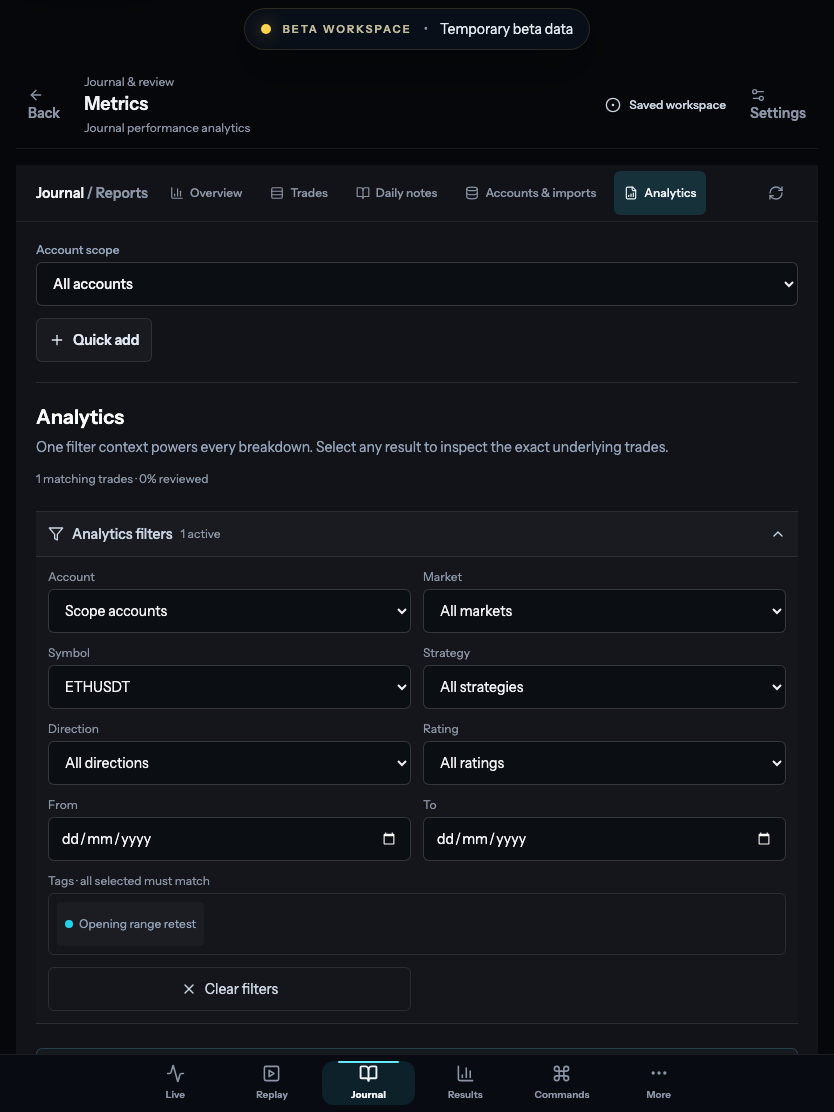 BETA WORKSPACE · Temporary beta data
Journal & review
Back
Metrics
Journal performance analytics
Saved workspace
Settings
Journal / Reports
Overview
Trades
Daily notes
Accounts & imports
Analytics
Account scope
All accounts
Quick add
Analytics
One filter context powers every breakdown. Select any result to inspect the exact underlying trades.
1 matching trades · 0% reviewed
Analytics filters 1 active
Account
Market
Scope accounts
All markets
Symbol
Strategy
ETHUSDT
All strategies
Direction
Rating
All directions
All ratings
From
To
dd/mm/yyyy
dd/mm/yyyy
Tags · all selected must match
Opening range retest
Clear filters
Live
Replay
Journal
Results
Commands
More